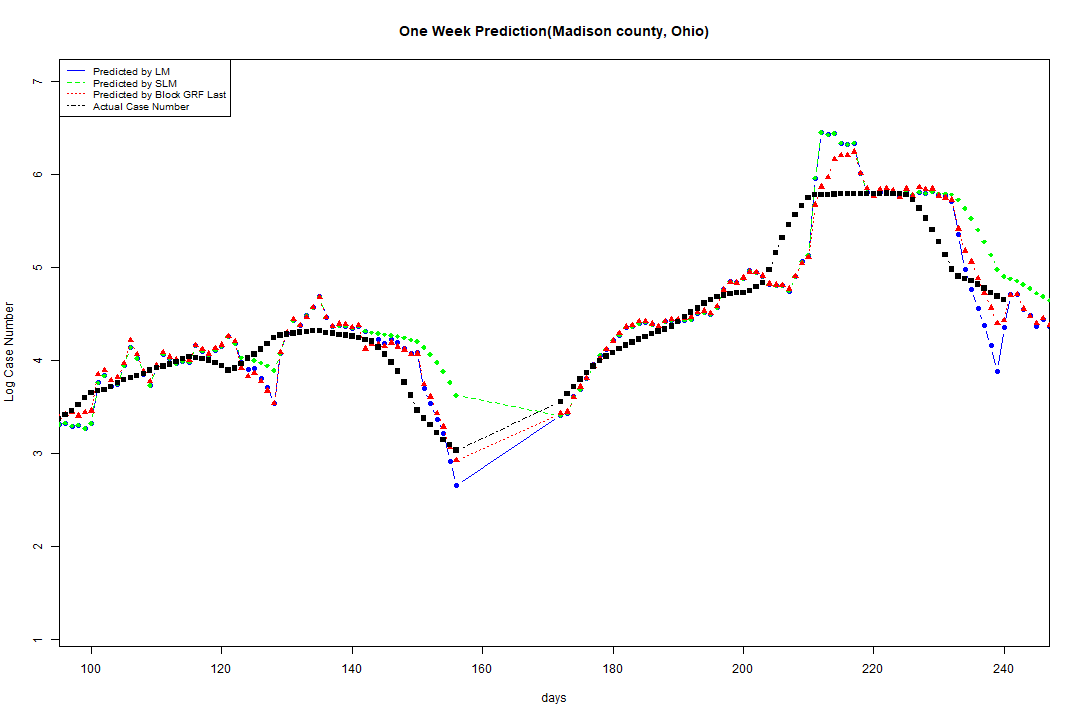 One Week Prediction(Madison county, Ohio)
Predicted by LM
Predicted by SLM
Predicted by Block GRF Last
Actual Case Number
7
6
5
4
3
2
1
Log Case Number
100 120 140 160 180 200 220 240
days